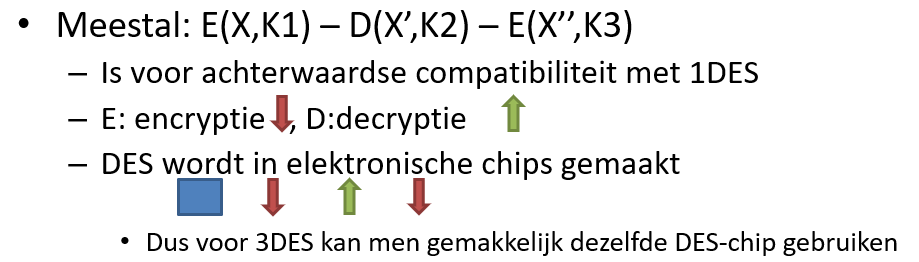 • Meestal: E(X,K1) – D(X’,K2) – E(X’’,K3)
– Is voor achterwaardse compatibiliteit met 1DES
– E: encryptie , D:decryptie
– DES wordt in elektronische chips gemaakt
• Dus voor 3DES kan men gemakkelijk dezelfde DES-chip gebruiken